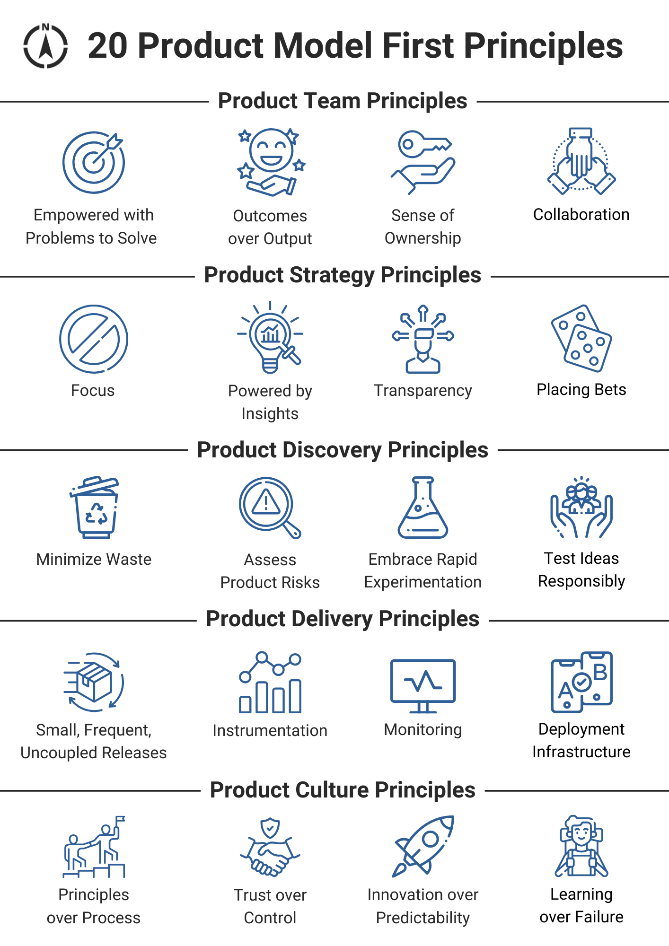 N
20 Product Model First Principles
Product Team Principles
Empowered with
Problems to Solve
Outcomes
over Output
Sense of
Ownership
Collaboration
Product Strategy Principles
Focus
Powered by
Insights
Transparency
Placing Bets
Product Discovery Principles
Minimize Waste
Assess
Product Risks
Embrace Rapid
Experimentation
Test Ideas
Responsibly
Product Delivery Principles
A
B
Small, Frequent,
Uncoupled Releases
Instrumentation
Monitoring
Deployment
Infrastructure
Product Culture Principles
Principles
over Process
Trust over
Control
Innovation over
Predictability
Learning
over Failure